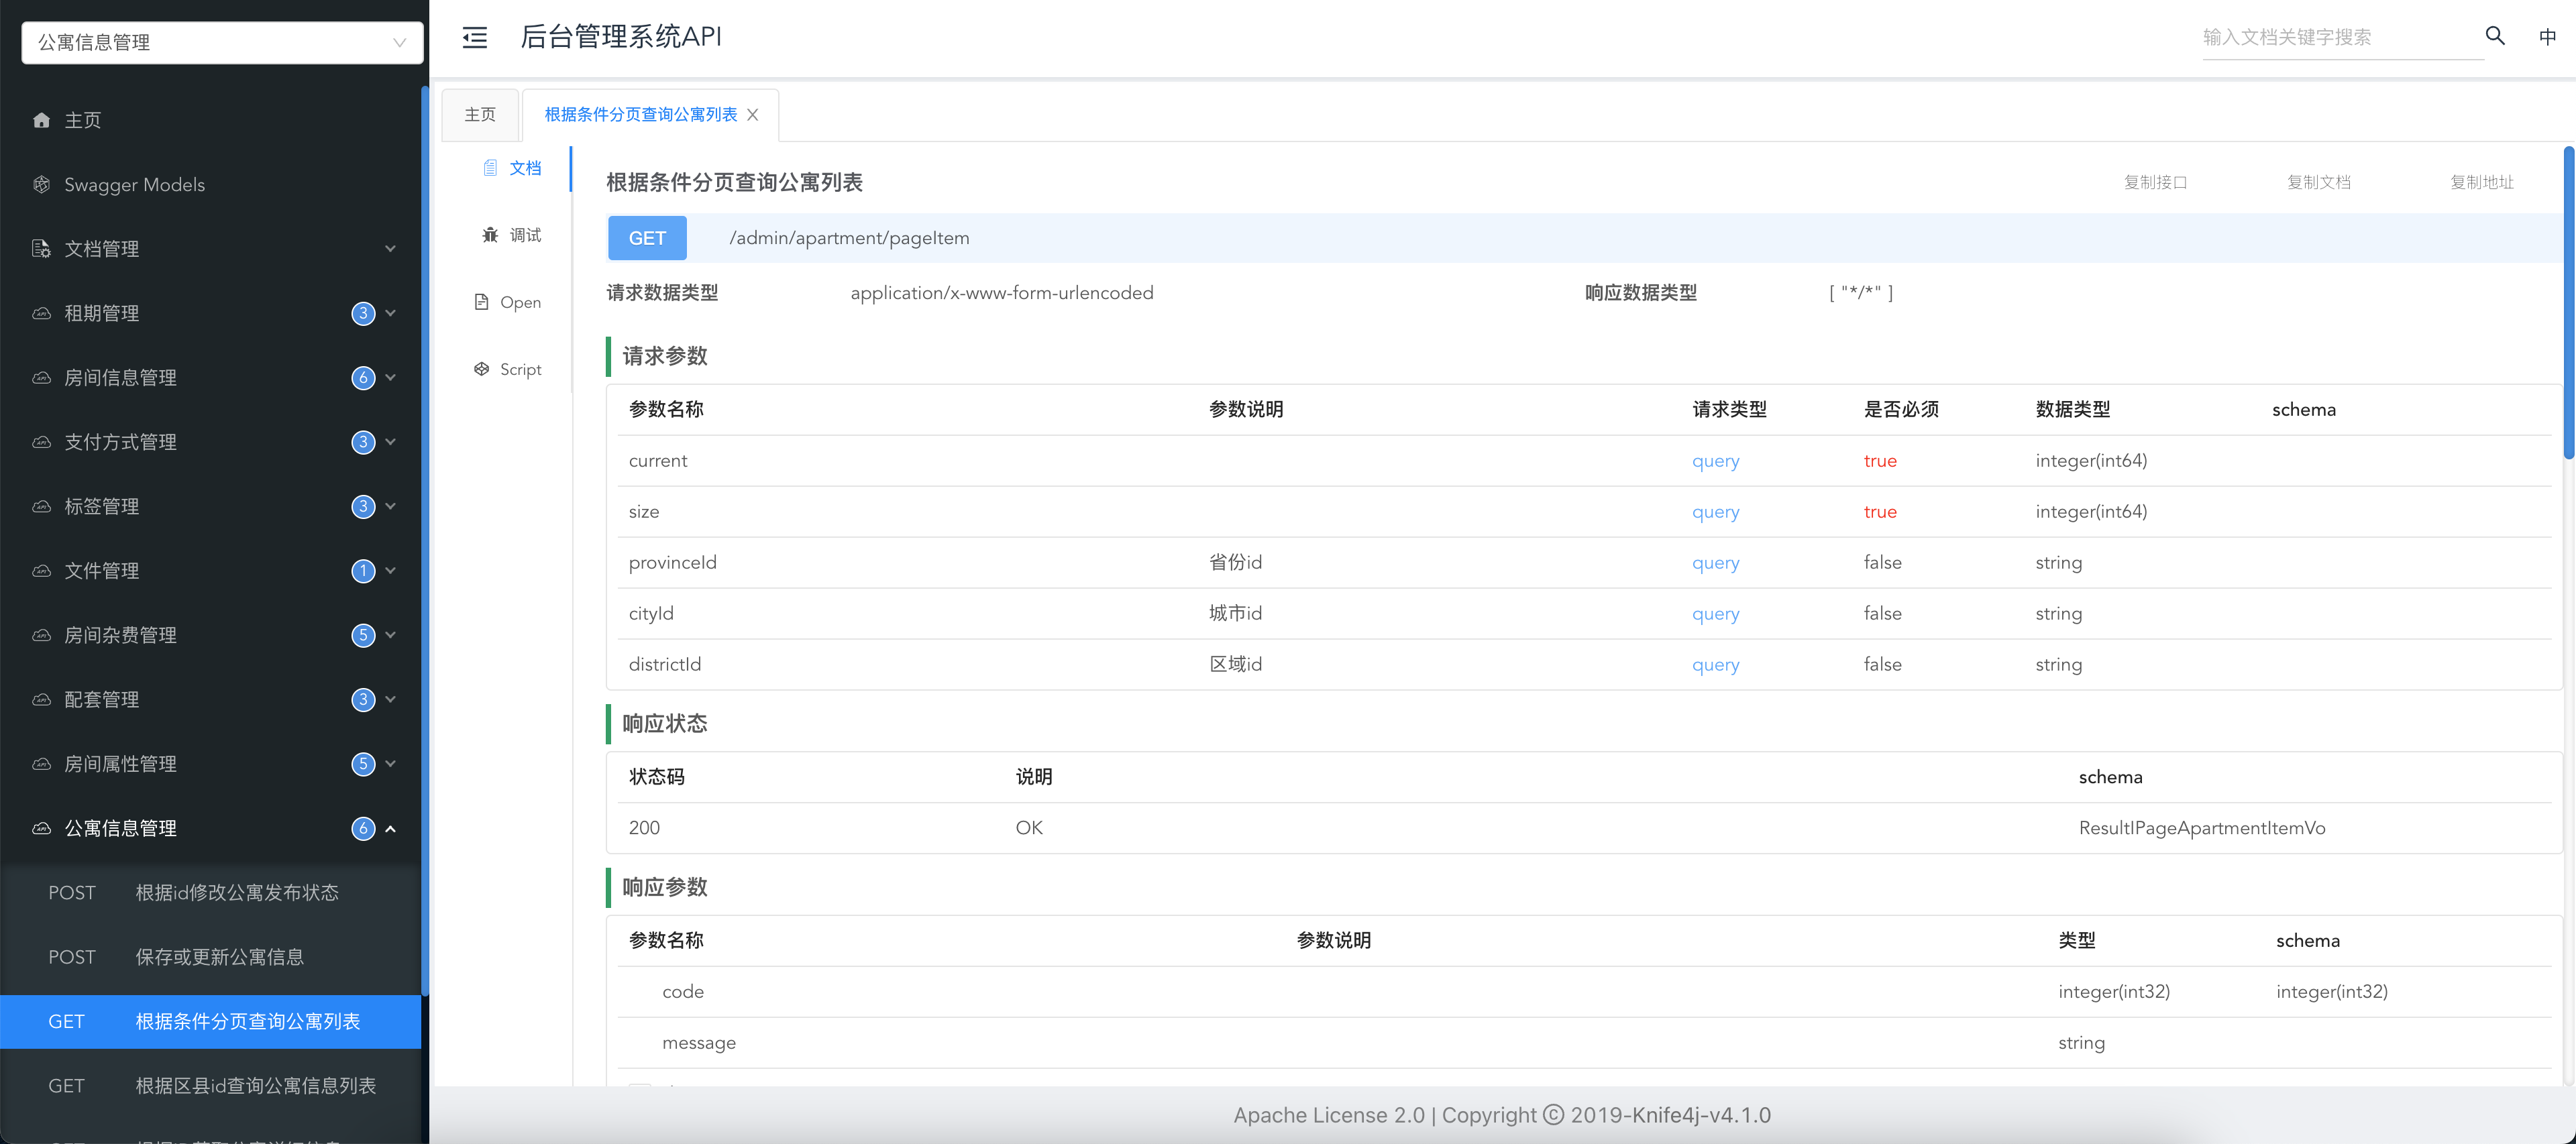 公寓信息管理
主页
Swagger Models
文档管理
租期管理 3
房间信息管理 6
支付方式管理 3
标签管理 3
文件管理 1
房间杂费管理 5
配套管理 3
房间属性管理 5
公寓信息管理 6
POST 根据id修改公寓发布状态
POST 保存或更新公寓信息
GET 根据条件分页查询公寓列表
GET 根据区县id查询公寓信息列表
后台管理系统API
输入文档关键字搜索 中
主页 根据条件分页查询公寓列表
文档
调试
Open
Script
根据条件分页查询公寓列表 复制接口 复制文档 复制地址
GET /admin/apartment/pageItem
请求数据类型 application/x-www-form-urlencoded 响应数据类型 [ "*/*" ]
请求参数
参数名称 参数说明 请求类型 是否必须 数据类型 schema
current query true integer(int64)
size query true integer(int64)
provinceId 省份id query false string
cityId 城市id query false string
districtId 区域id query false string
响应状态
状态码 说明 schema
200 OK ResultIPageApartmentItemVo
响应参数
参数名称 参数说明 类型 schema
code integer(int32) integer(int32)
message string
Apache License 2.0 | Copyright ⓒ 2019-Knife4j-v4.1.0